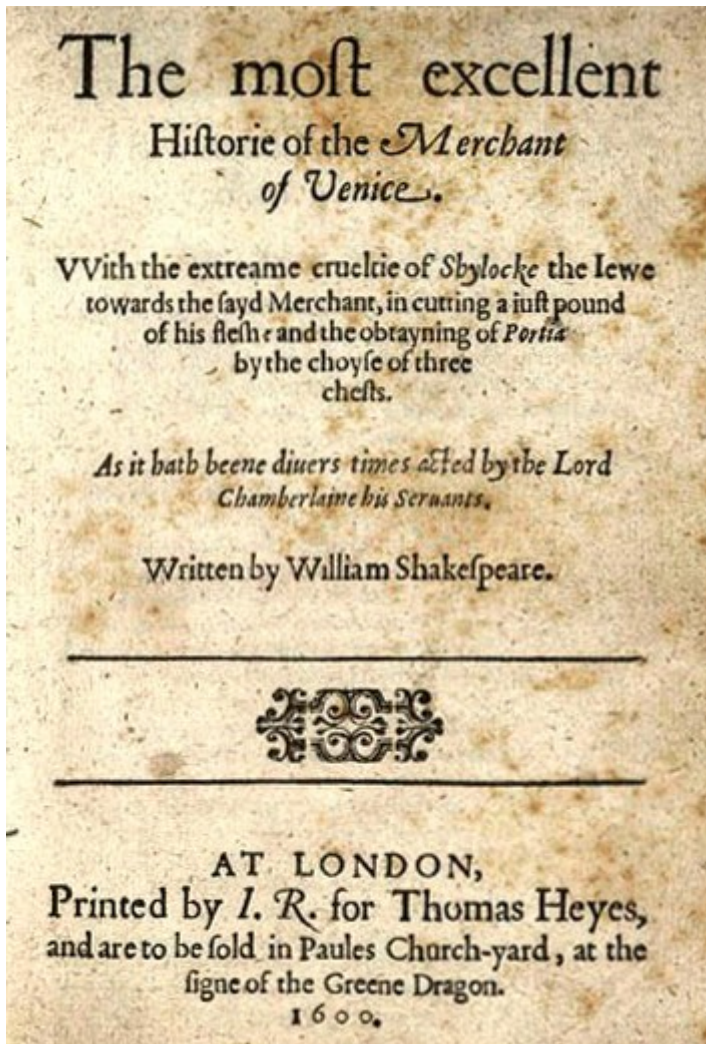 The moſt excellent
Hiſtorie of the Merchant
of Venice.
VVith the extreame crueltie of Shylocke the Iewe
towards the ſayd Merchant, in cutting a iuſt pound
of his fleſh: and the obtayning of Portia
by the choyſe of three
cheſts.
As it hath beene diuers times acted by the Lord
Chamberlaine his Seruants.
Written by William Shakeſpeare.
AT LONDON,
Printed by I. R. for Thomas Heyes,
and are to be ſold in Paules Church-yard, at the
ſigne of the Greene Dragon.
1600.